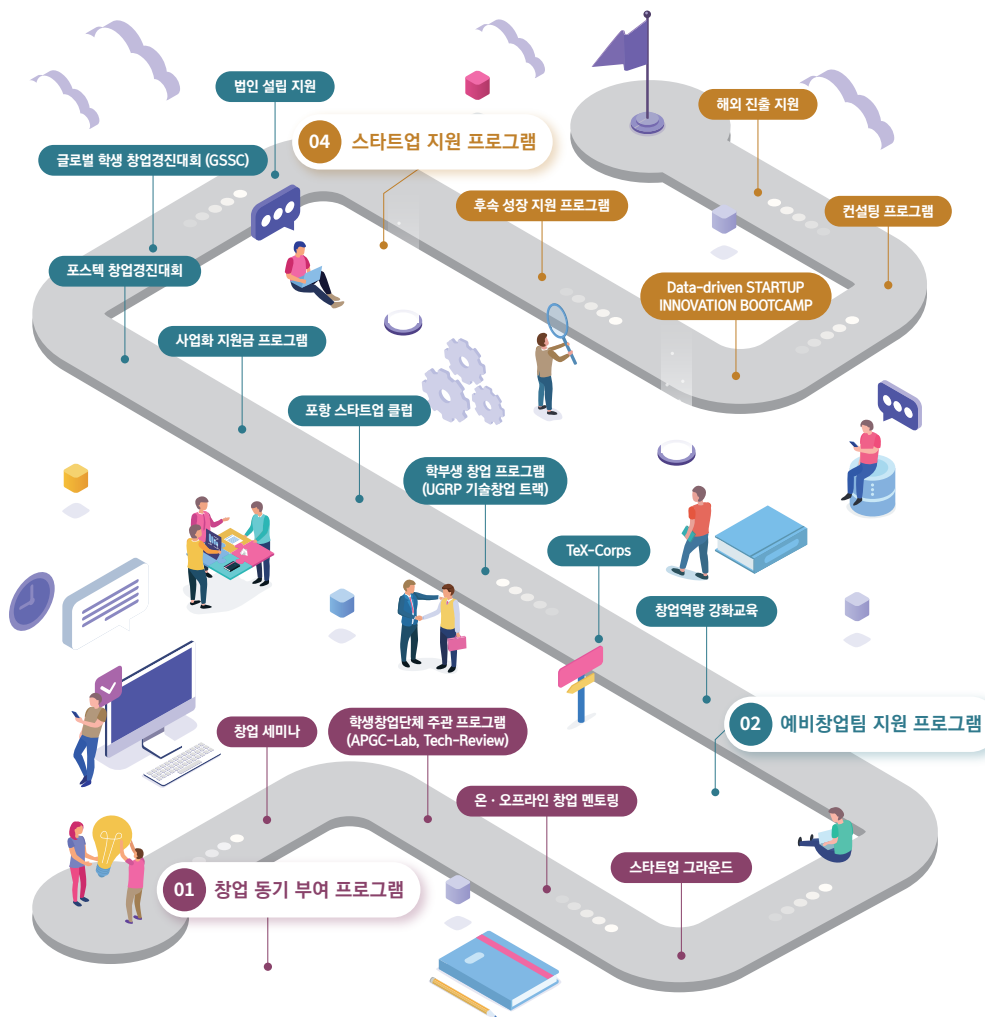 법인 설립 지원
04 스타트업 지원 프로그램
해외 진출 지원
글로벌 학생 창업경진대회 (GSSC)
후속 성장 지원 프로그램
컨설팅 프로그램
포스텍 창업경진대회
Data-driven STARTUP
INNOVATION BOOTCAMP
사업화 지원금 프로그램
포항 스타트업 클럽
학부생 창업 프로그램
(UGRP 기술창업 트랙)
TeX-Corps
창업역량 강화교육
02 예비창업팀 지원 프로그램
창업 세미나
학생창업단체 주관 프로그램
(APGC-Lab, Tech-Review)
온 · 오프라인 창업 멘토링
스타트업 그라운드
01 창업 동기 부여 프로그램